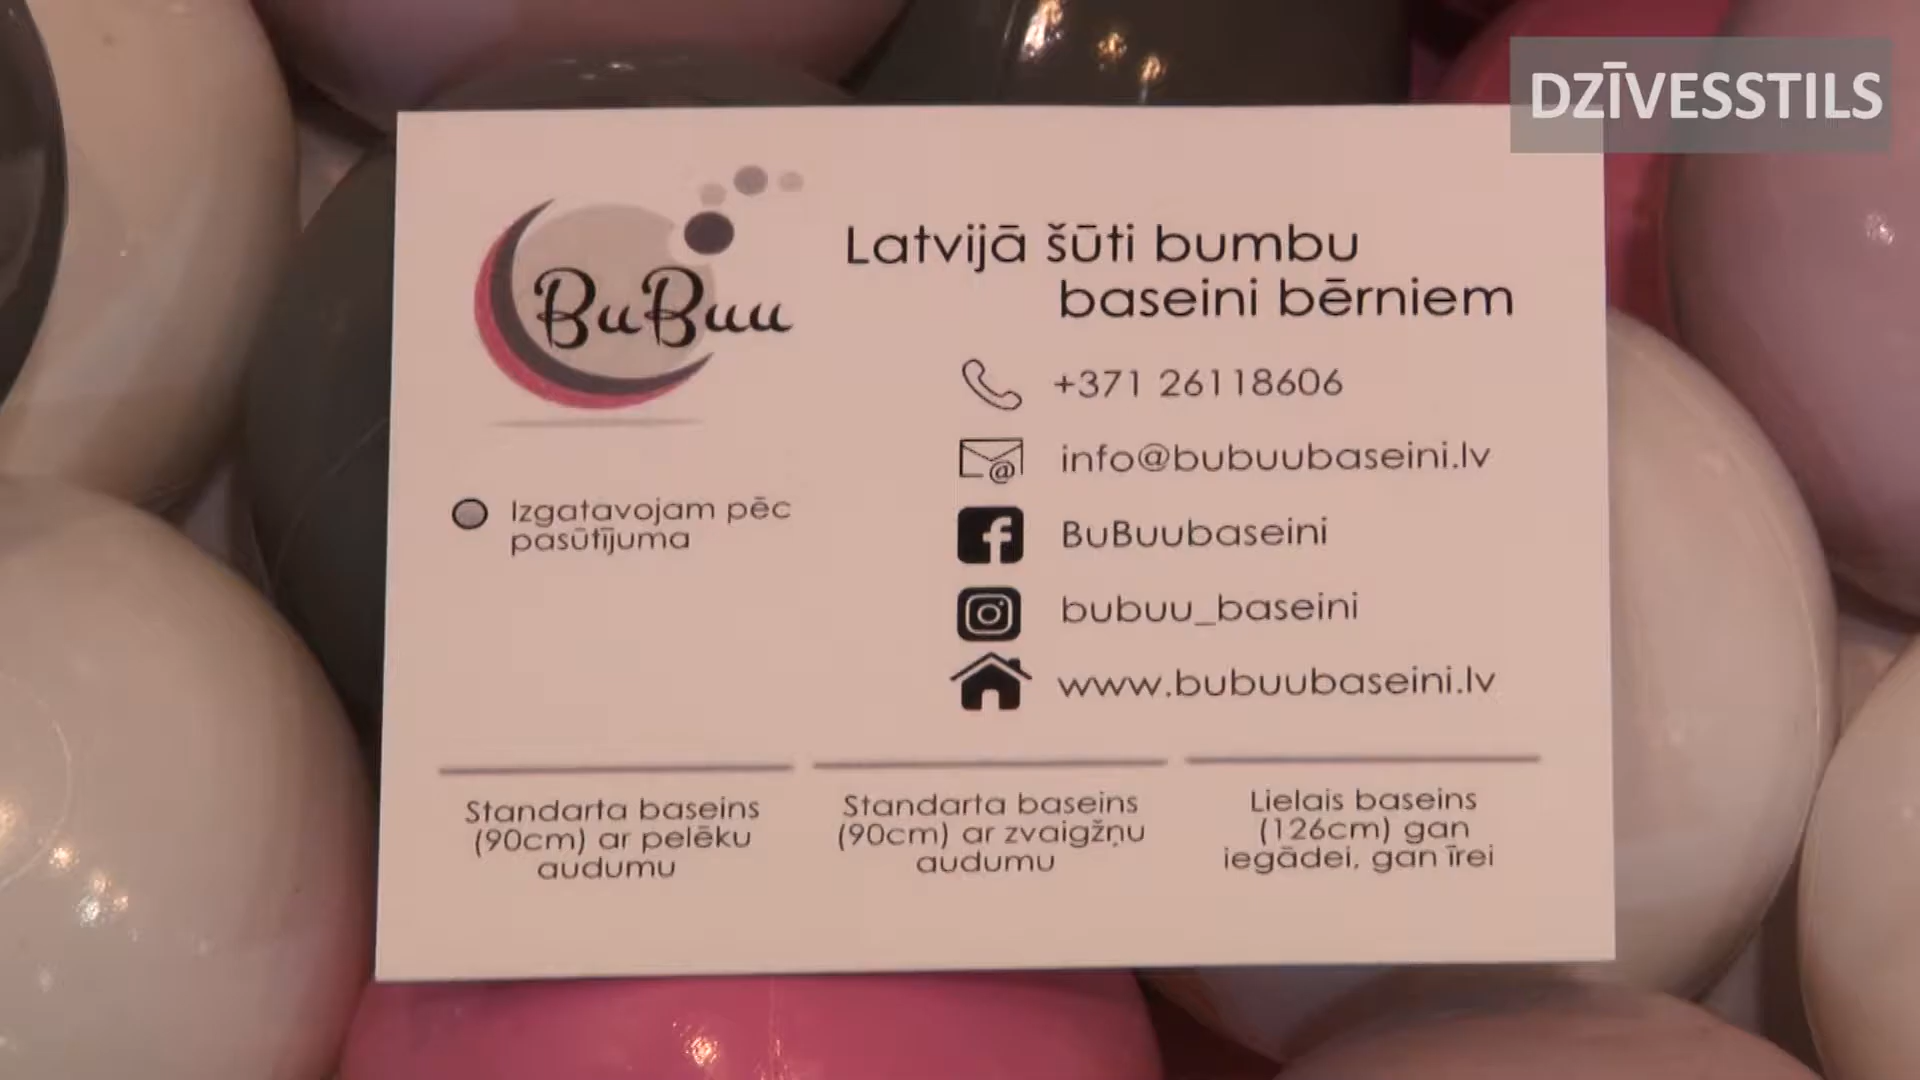 DZĪVESSTILS
BuBuu
Latvijā šūti bumbu
baseini bērniem
+371 26118606
info@bubuubaseini.lv
BuBuubaseini
bubuu_baseini
www.bubuubaseini.lv
Izgatavojam pēc
pasūtījuma
Standarta baseins
(90cm) ar pelēku
audumu
Standarta baseins
(90cm) ar zvaigžņu
audumu
Lielais baseins
(126cm) gan
iegādei, gan īrei